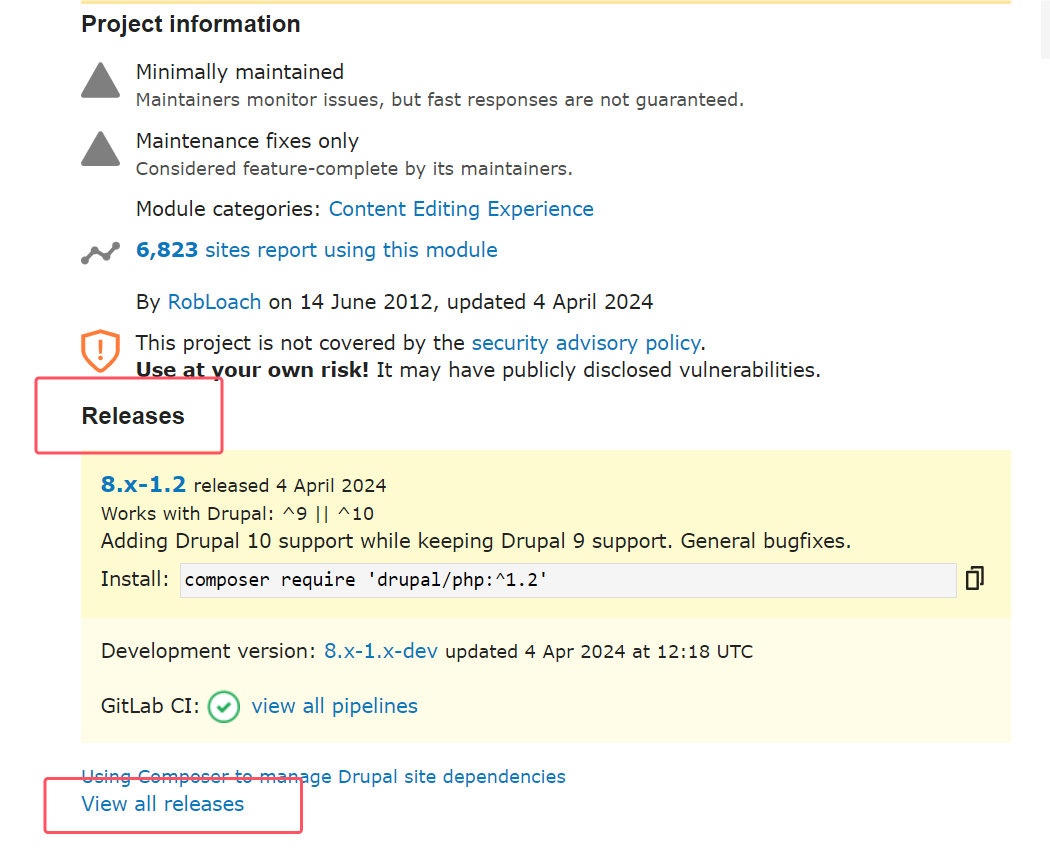 Project information
Minimally maintained
Maintainers monitor issues, but fast responses are not guaranteed.
Maintenance fixes only
Considered feature-complete by its maintainers.
Module categories: Content Editing Experience
6,823 sites report using this module
By RobLoach on 14 June 2012, updated 4 April 2024
This project is not covered by the security advisory policy.
Use at your own risk! It may have publicly disclosed vulnerabilities.
Releases
8.x-1.2 released 4 April 2024
Works with Drupal: ^9 || ^10
Adding Drupal 10 support while keeping Drupal 9 support. General bugfixes.
Install: composer require 'drupal/php:^1.2'
Development version: 8.x-1.x-dev updated 4 Apr 2024 at 12:18 UTC
GitLab CI: view all pipelines
Using Composer to manage Drupal site dependencies
View all releases